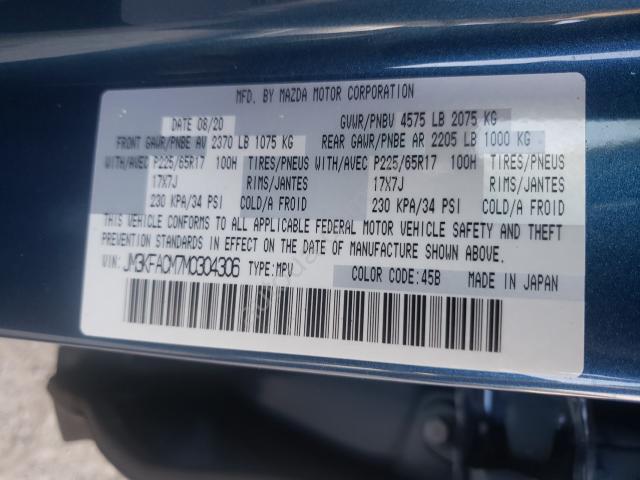 MFD. BY MAZDA MOTOR CORPORATION
DATE 08/20 GVWR/PNBV 4575 LB 2075 KG
FRONT GAWR/PNBE AV 2370 LB 1075 KG REAR GAWR/PNBE AR 2205 LB 1000 KG
WITH/AVEC P225/65R17 100H TIRES/PNEUS WITH/AVEC P225/65R17 100H TIRES/PNEUS
17X7J RIMS/JANTES 17X7J RIMS/JANTES
230 KPA/34 PSI COLD/A FROID 230 KPA/34 PSI COLD/A FROID
THIS VEHICLE CONFORMS TO ALL APPLICABLE FEDERAL MOTOR VEHICLE SAFETY AND THEFT
PREVENTION STANDARDS IN EFFECT ON THE DATE OF MANUFACTURE SHOWN ABOVE.
VIN: JM3KFACM7M0304306 TYPE:MPV COLOR CODE:45B MADE IN JAPAN